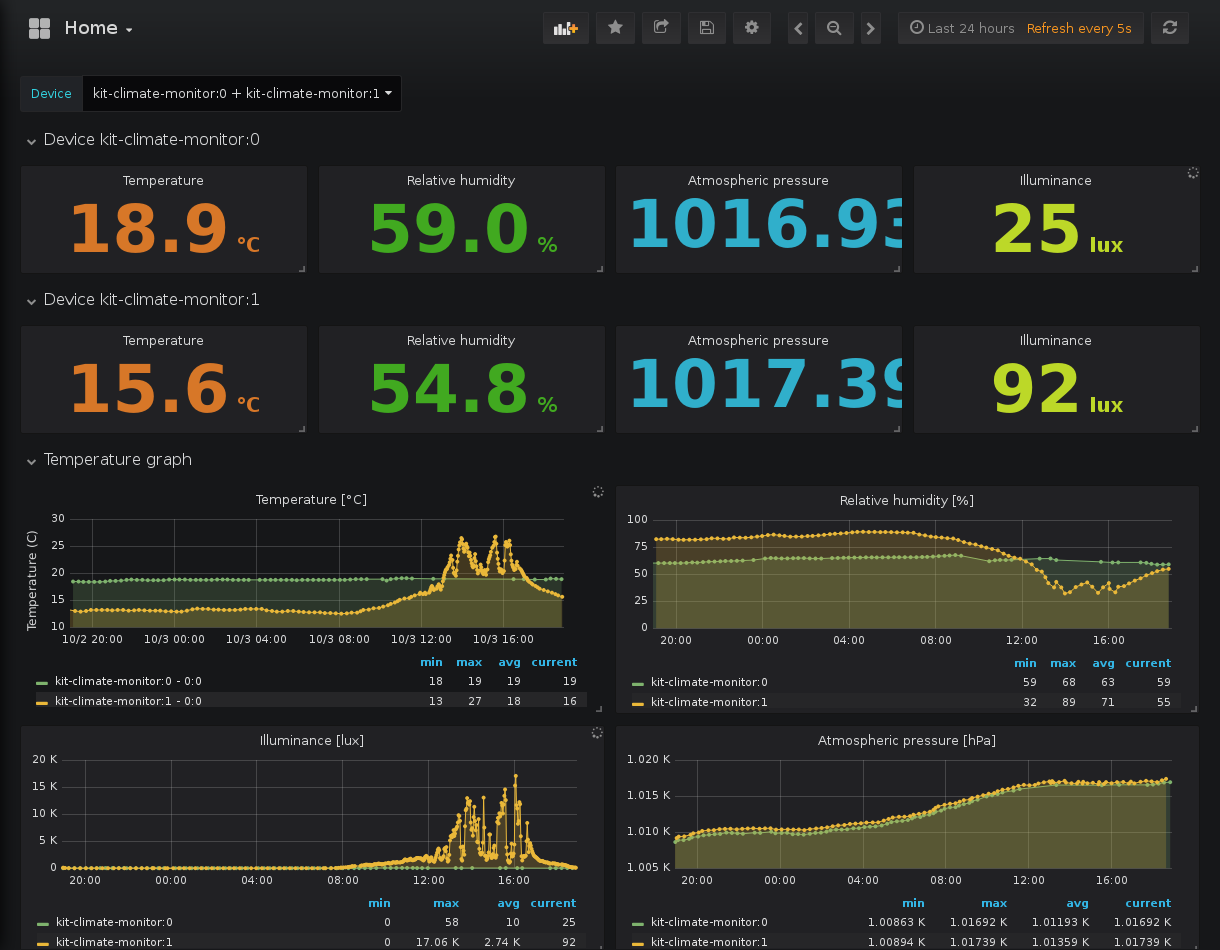 Home
Last 24 hours Refresh every 5s
Device kit-climate-monitor:0 + kit-climate-monitor:1
Device kit-climate-monitor:0
Temperature Relative humidity Atmospheric pressure Illuminance
18.9 °C 59.0 % 1016.93 25 lux
Device kit-climate-monitor:1
Temperature Relative humidity Atmospheric pressure Illuminance
15.6 °C 54.8 % 1017.39 92 lux
Temperature graph
Temperature [°C]
Temperature (C)
30
25
20
15
10
10/2 20:00 10/3 00:00 10/3 04:00 10/3 08:00 10/3 12:00 10/3 16:00
min max avg current
kit-climate-monitor:0 - 0:0 18 19 19 19
kit-climate-monitor:1 - 0:0 13 27 18 16
Relative humidity [%]
100
75
50
25
0
20:00 00:00 04:00 08:00 12:00 16:00
min max avg current
kit-climate-monitor:0 59 68 63 59
kit-climate-monitor:1 32 89 71 55
Illuminance [lux]
20 K
15 K
10 K
5 K
0
20:00 00:00 04:00 08:00 12:00 16:00
min max avg current
kit-climate-monitor:0 0 58 10 25
kit-climate-monitor:1 0 17.06 K 2.74 K 92
Atmospheric pressure [hPa]
1.020 K
1.015 K
1.010 K
1.005 K
20:00 00:00 04:00 08:00 12:00 16:00
min max avg current
kit-climate-monitor:0 1.00863 K 1.01692 K 1.01193 K 1.01692 K
kit-climate-monitor:1 1.00894 K 1.01739 K 1.01359 K 1.01739 K